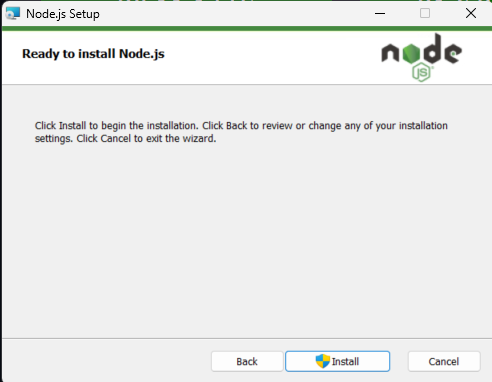 Node.js Setup
Ready to install Node.js
node
JS
Click Install to begin the installation. Click Back to review or change any of your installation
settings. Click Cancel to exit the wizard.
Back
Install
Cancel